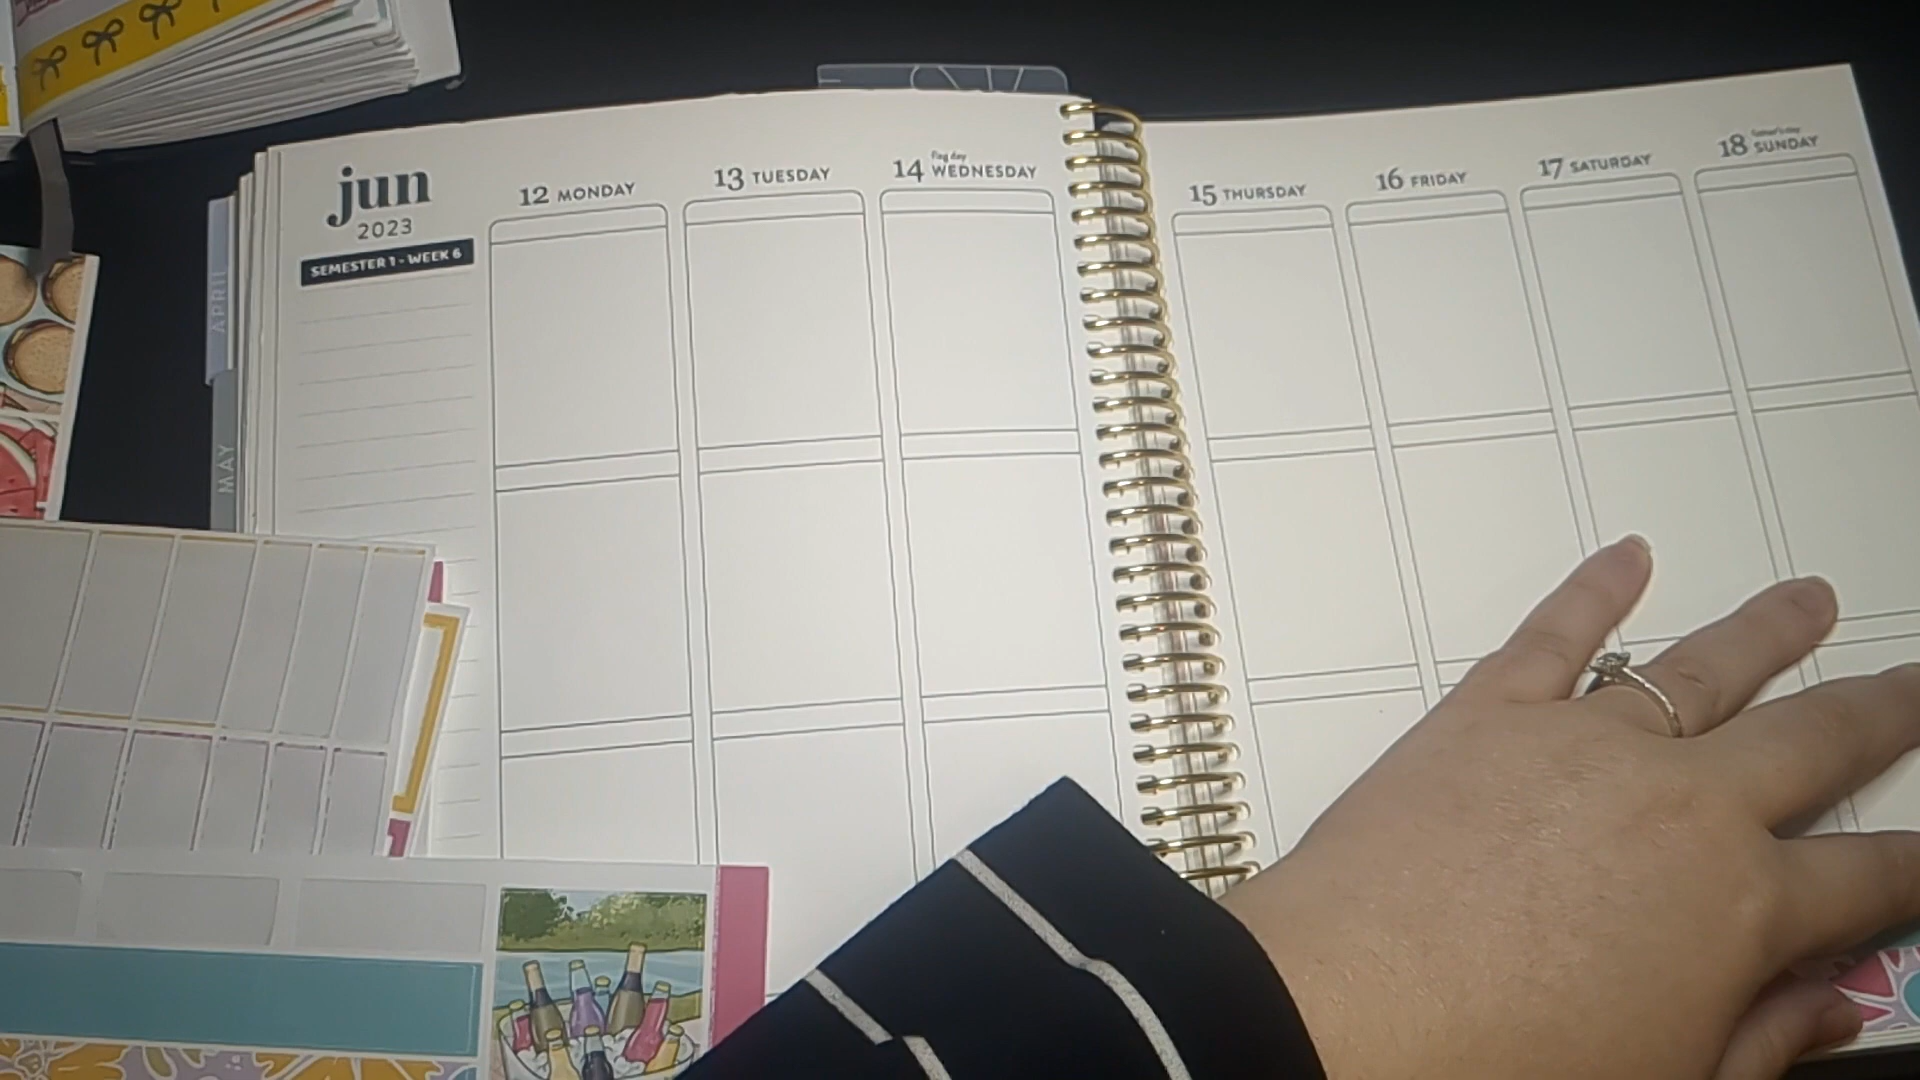 jun
2023
SEMESTER 1 - WEEK 6
12 MONDAY
13 TUESDAY
Flag day
14 WEDNESDAY
15 THURSDAY
16 FRIDAY
17 SATURDAY
Father's day
18 SUNDAY
APRIL
MAY